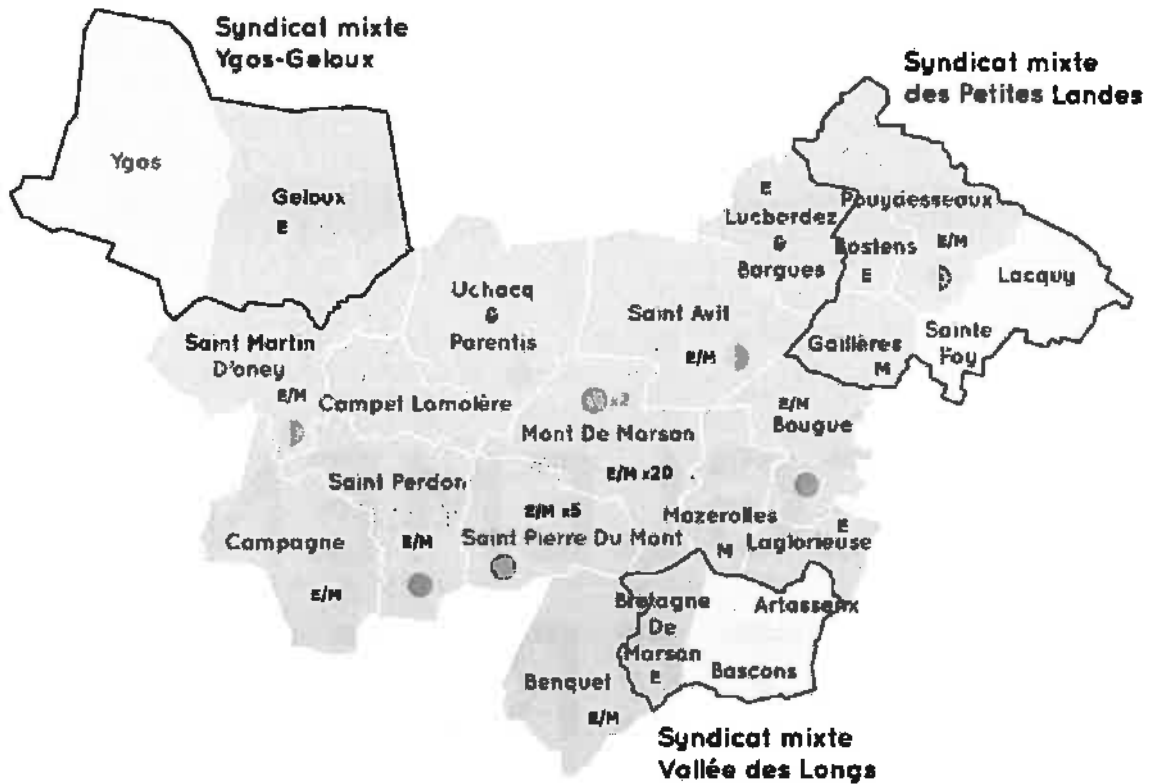 Syndicat mixte
Ygos-Geloux
Syndicat mixte
des Petites Landes
Ygos
Geloux
E
E
Lucbardez
&
Bargues
Pouydesseaux
Bostens
E
E/M
Lacquy
Uchacq
&
Parentis
Saint Avit
E/M
Gaillères
M
Sainte
Foy
Saint Martin
D'oney
E/M
Campet Lamolère
x2
Mont De Marsan
E/M x20
E/M
Bougue
Saint Perdon
E/M
E/M x5
Saint Pierre Du Mont
Mazerolles
M
E
Laglorieuse
Campagne
E/M
Bretagne
De
Marsan
E
Artassenx
Bascons
Benquet
E/M
Syndicat mixte
Vallée des Longs